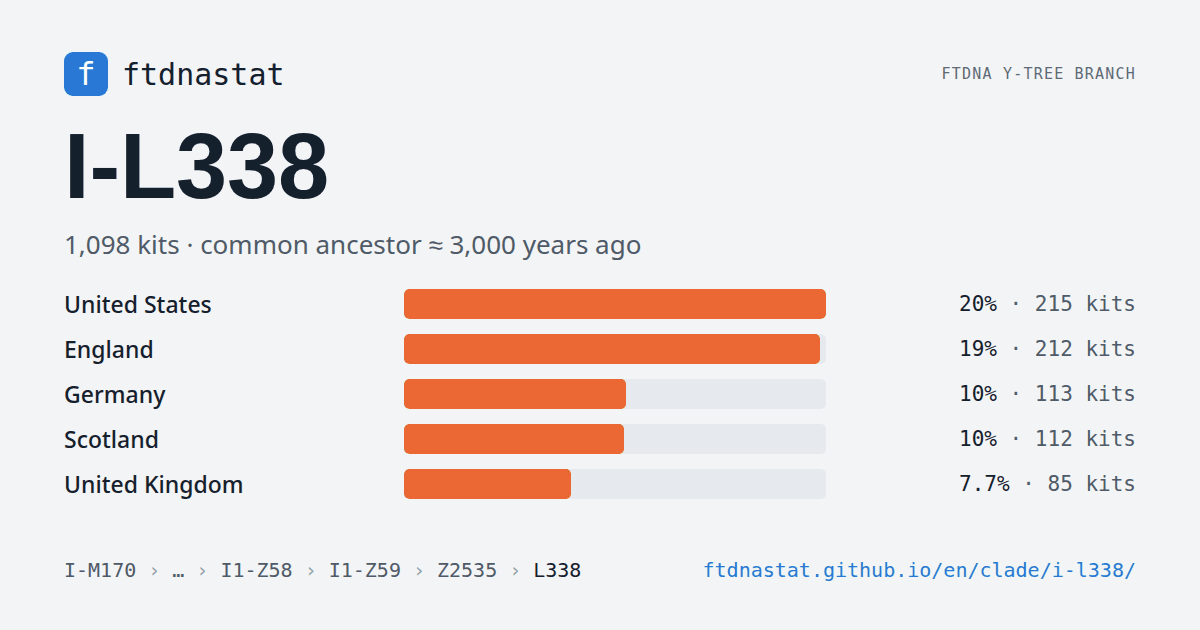 f ftdnastat
FTDNA Y-TREE BRANCH
I-L338
1,098 kits · common ancestor ≈ 3,000 years ago
United States 20% · 215 kits
England 19% · 212 kits
Germany 10% · 113 kits
Scotland 10% · 112 kits
United Kingdom 7.7% · 85 kits
I-M170 › … › I1-Z58 › I1-Z59 › Z2535 › L338
ftdnastat.github.io/en/clade/i-l338/